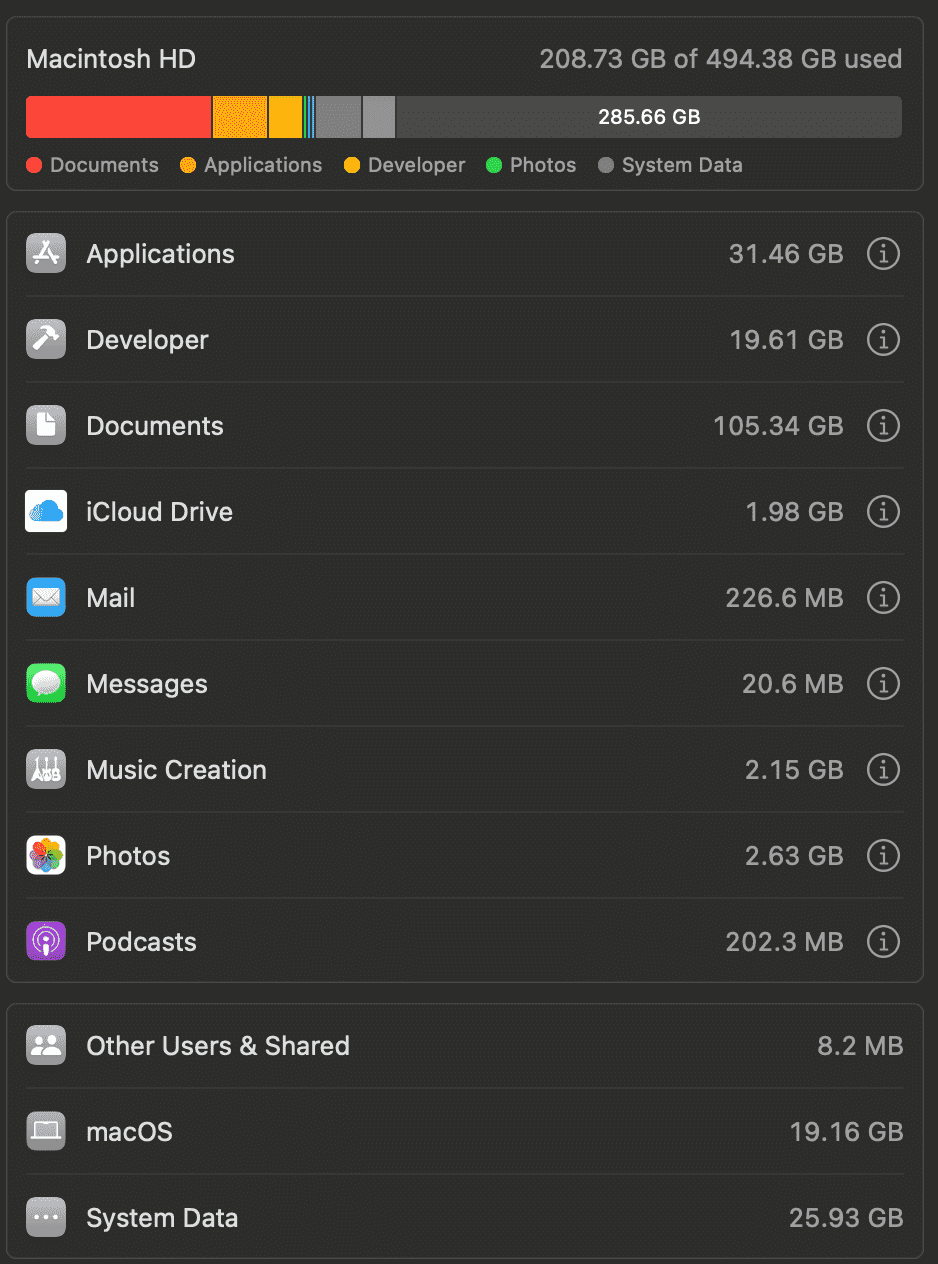 Macintosh HD 208.73 GB of 494.38 GB used
285.66 GB
Documents Applications Developer Photos System Data
Applications 31.46 GB
Developer 19.61 GB
Documents 105.34 GB
iCloud Drive 1.98 GB
Mail 226.6 MB
Messages 20.6 MB
Music Creation 2.15 GB
Photos 2.63 GB
Podcasts 202.3 MB
Other Users & Shared 8.2 MB
macOS 19.16 GB
System Data 25.93 GB